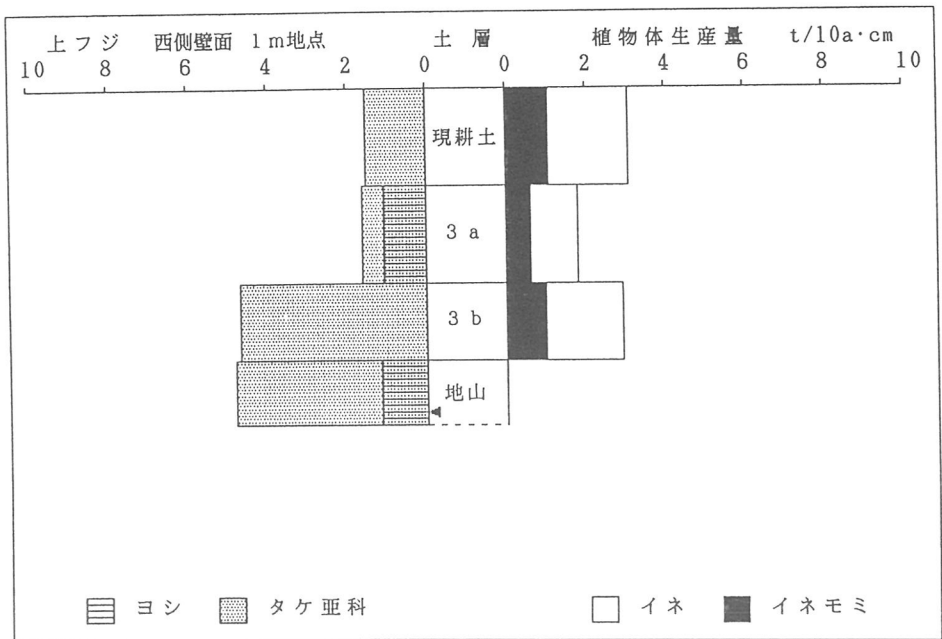 上フジ 西側壁面 1m地点 土層 植物体生産量 t/10a·cm
10 8 6 4 2 0 0 2 4 6 8 10
現耕土
3a
3b
地山
ヨシ タケ亜科 イネ イネモミ